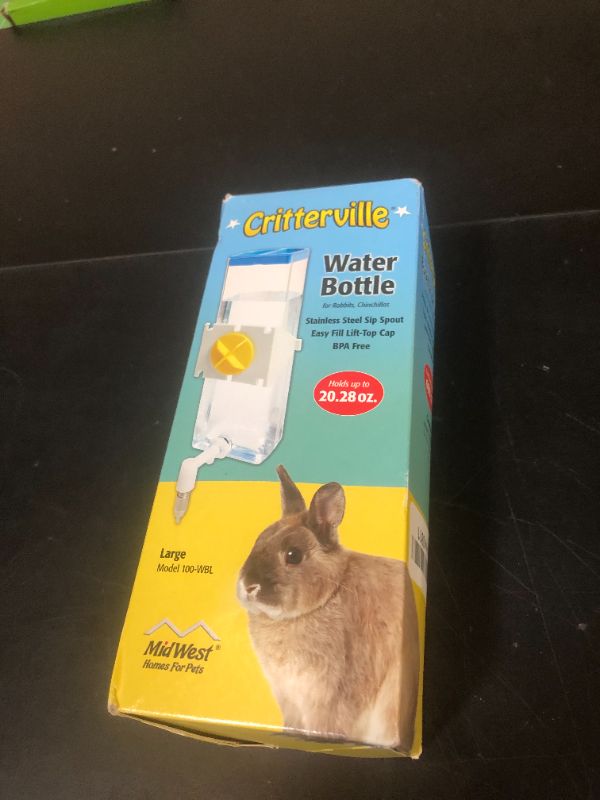 Critterville™
Water
Bottle
for Rabbits, Chinchillas
Stainless Steel Sip Spout
Easy Fill Lift-Top Cap
BPA Free
Holds up to
20.28 oz.
Large
Model 100-WBL
MidWest®
Homes For Pets